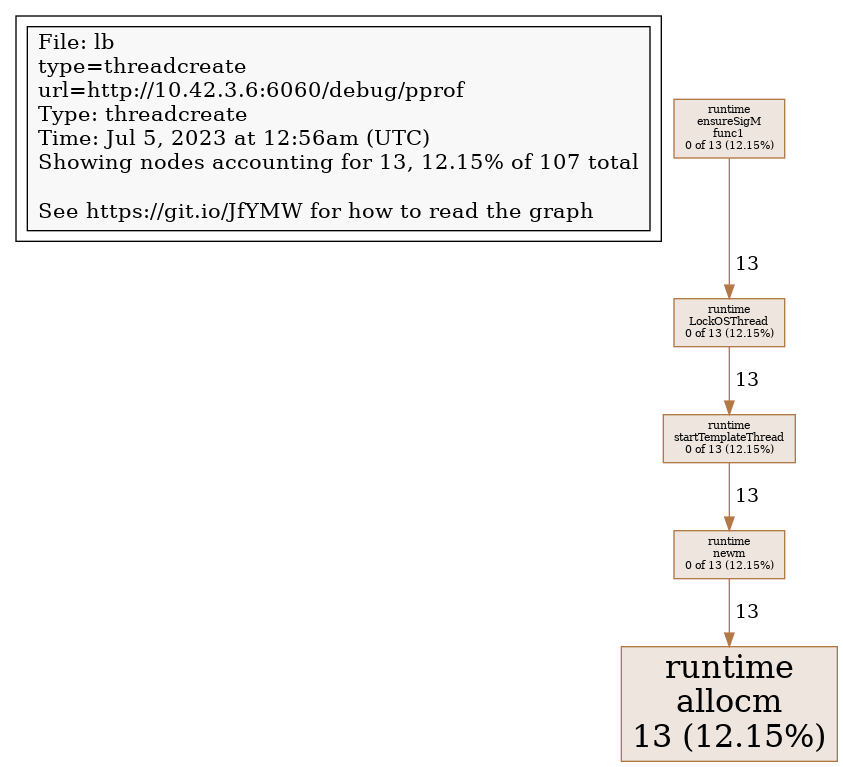 File: lb
type=threadcreate
url=http://10.42.3.6:6060/debug/pprof
Type: threadcreate
Time: Jul 5, 2023 at 12:56am (UTC)
Showing nodes accounting for 13, 12.15% of 107 total
See https://git.io/JfYMW for how to read the graph
runtime
ensureSigM
func1
0 of 13 (12.15%)
13
runtime
LockOSThread
0 of 13 (12.15%)
13
runtime
startTemplateThread
0 of 13 (12.15%)
13
runtime
newm
0 of 13 (12.15%)
13
runtime
allocm
13 (12.15%)